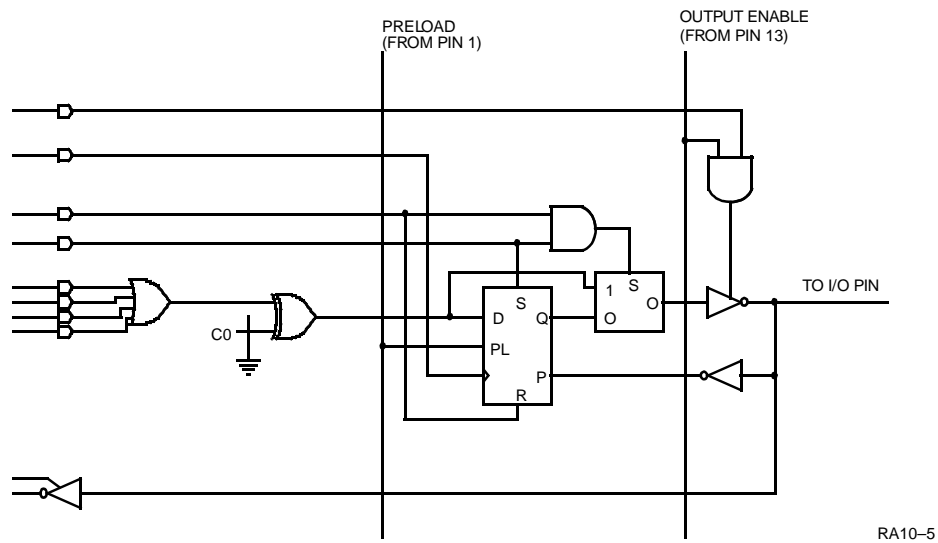 PRELOAD
(FROM PIN 1)
OUTPUT ENABLE
(FROM PIN 13)
S
1
S
O
O
TO I/O PIN
D
Q
C0
PL
P
R
RA10–5